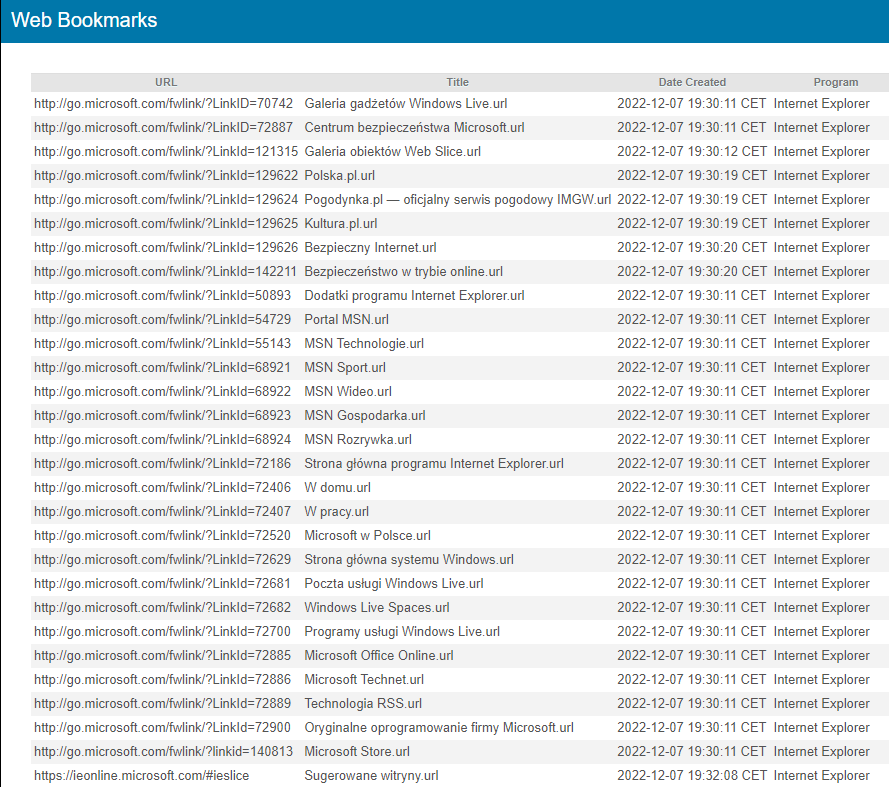 Web Bookmarks
URL Title Date Created Program
http://go.microsoft.com/fwlink/?LinkID=70742 Galeria gadżetów Windows Live.url 2022-12-07 19:30:11 CET Internet Explorer
http://go.microsoft.com/fwlink/?LinkID=72887 Centrum bezpieczeństwa Microsoft.url 2022-12-07 19:30:11 CET Internet Explorer
http://go.microsoft.com/fwlink/?LinkId=121315 Galeria obiektów Web Slice.url 2022-12-07 19:30:12 CET Internet Explorer
http://go.microsoft.com/fwlink/?LinkId=129622 Polska.pl.url 2022-12-07 19:30:19 CET Internet Explorer
http://go.microsoft.com/fwlink/?LinkId=129624 Pogodynka.pl — oficjalny serwis pogodowy IMGW.url 2022-12-07 19:30:19 CET Internet Explorer
http://go.microsoft.com/fwlink/?LinkId=129625 Kultura.pl.url 2022-12-07 19:30:19 CET Internet Explorer
http://go.microsoft.com/fwlink/?LinkId=129626 Bezpieczny Internet.url 2022-12-07 19:30:20 CET Internet Explorer
http://go.microsoft.com/fwlink/?LinkId=142211 Bezpieczeństwo w trybie online.url 2022-12-07 19:30:20 CET Internet Explorer
http://go.microsoft.com/fwlink/?LinkId=50893 Dodatki programu Internet Explorer.url 2022-12-07 19:30:11 CET Internet Explorer
http://go.microsoft.com/fwlink/?LinkId=54729 Portal MSN.url 2022-12-07 19:30:11 CET Internet Explorer
http://go.microsoft.com/fwlink/?LinkId=55143 MSN Technologie.url 2022-12-07 19:30:11 CET Internet Explorer
http://go.microsoft.com/fwlink/?LinkId=68921 MSN Sport.url 2022-12-07 19:30:11 CET Internet Explorer
http://go.microsoft.com/fwlink/?LinkId=68922 MSN Wideo.url 2022-12-07 19:30:11 CET Internet Explorer
http://go.microsoft.com/fwlink/?LinkId=68923 MSN Gospodarka.url 2022-12-07 19:30:11 CET Internet Explorer
http://go.microsoft.com/fwlink/?LinkId=68924 MSN Rozrywka.url 2022-12-07 19:30:11 CET Internet Explorer
http://go.microsoft.com/fwlink/?LinkId=72186 Strona główna programu Internet Explorer.url 2022-12-07 19:30:11 CET Internet Explorer
http://go.microsoft.com/fwlink/?LinkId=72406 W domu.url 2022-12-07 19:30:11 CET Internet Explorer
http://go.microsoft.com/fwlink/?LinkId=72407 W pracy.url 2022-12-07 19:30:11 CET Internet Explorer
http://go.microsoft.com/fwlink/?LinkId=72520 Microsoft w Polsce.url 2022-12-07 19:30:11 CET Internet Explorer
http://go.microsoft.com/fwlink/?LinkId=72629 Strona główna systemu Windows.url 2022-12-07 19:30:11 CET Internet Explorer
http://go.microsoft.com/fwlink/?LinkId=72681 Poczta usługi Windows Live.url 2022-12-07 19:30:11 CET Internet Explorer
http://go.microsoft.com/fwlink/?LinkId=72682 Windows Live Spaces.url 2022-12-07 19:30:11 CET Internet Explorer
http://go.microsoft.com/fwlink/?LinkId=72700 Programy usługi Windows Live.url 2022-12-07 19:30:11 CET Internet Explorer
http://go.microsoft.com/fwlink/?LinkId=72885 Microsoft Office Online.url 2022-12-07 19:30:11 CET Internet Explorer
http://go.microsoft.com/fwlink/?LinkId=72886 Microsoft Technet.url 2022-12-07 19:30:11 CET Internet Explorer
http://go.microsoft.com/fwlink/?LinkId=72889 Technologia RSS.url 2022-12-07 19:30:11 CET Internet Explorer
http://go.microsoft.com/fwlink/?LinkId=72900 Oryginalne oprogramowanie firmy Microsoft.url 2022-12-07 19:30:11 CET Internet Explorer
http://go.microsoft.com/fwlink/?linkid=140813 Microsoft Store.url 2022-12-07 19:30:11 CET Internet Explorer
https://ieonline.microsoft.com/#ieslice Sugerowane witryny.url 2022-12-07 19:32:08 CET Internet Explorer